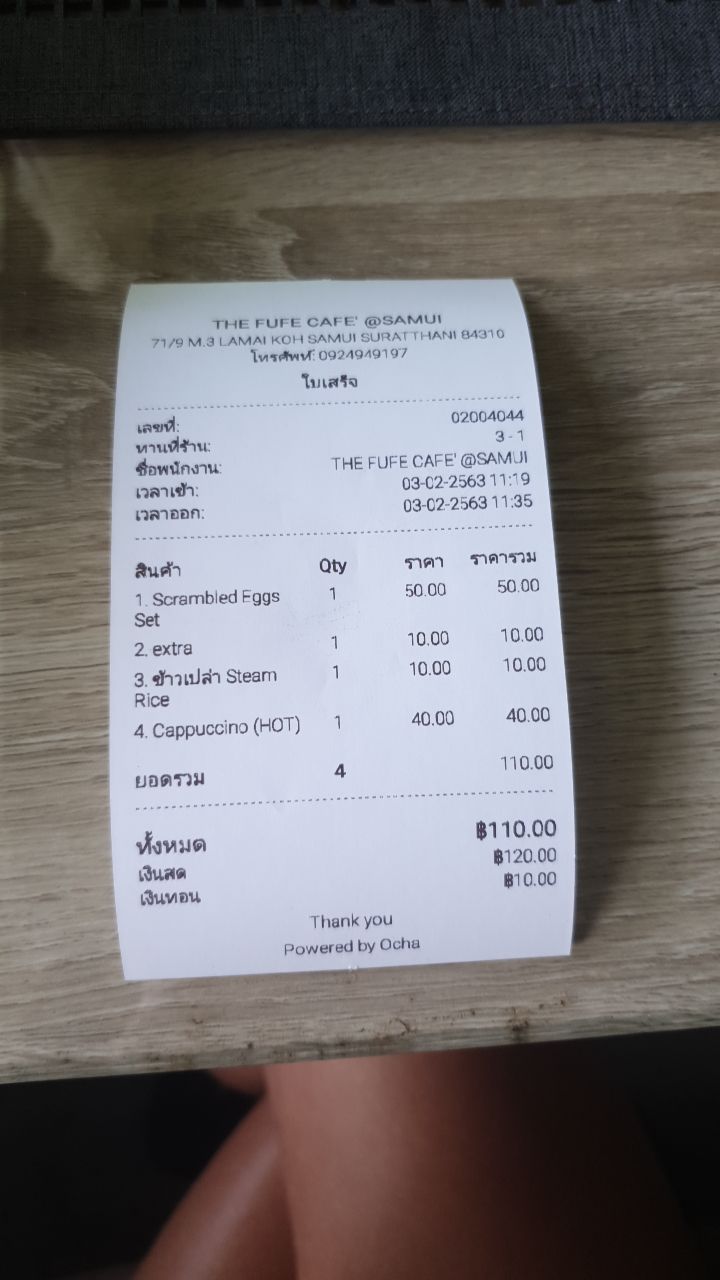 THE FUFE CAFE' @SAMUI
71/9 M.3 LAMAI KOH SAMUI SURATTHANI 84310
โทรศัพท์: 0924949197
ใบเสร็จ
เลขที่: 02004044
ทานที่ร้าน: 3 - 1
ชื่อพนักงาน: THE FUFE CAFE' @SAMUI
เวลาเข้า: 03-02-2563 11:19
เวลาออก: 03-02-2563 11:35
สินค้า Qty ราคา ราคารวม
1. Scrambled Eggs 1 50.00 50.00
Set
2. extra 1 10.00 10.00
3. ข้าวเปล่า Steam 1 10.00 10.00
Rice
4. Cappuccino (HOT) 1 40.00 40.00
ยอดรวม 4 110.00
ทั้งหมด ฿110.00
เงินสด ฿120.00
เงินทอน ฿10.00
Thank you
Powered by Ocha